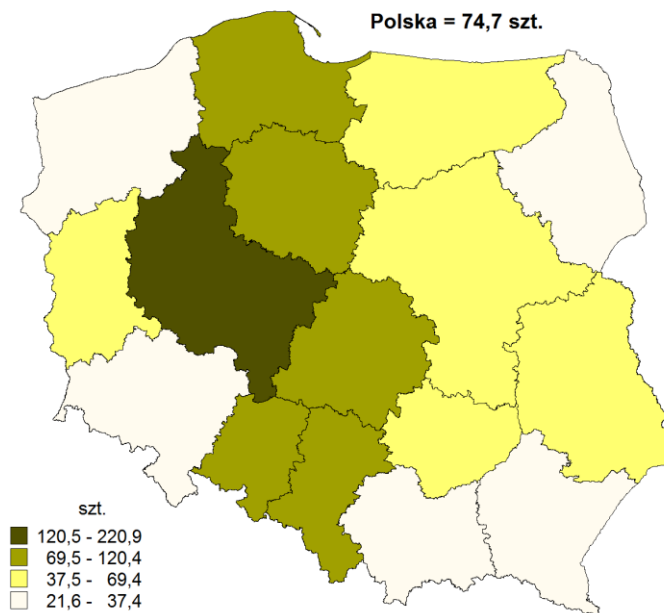 Polska = 74,7 szt.
szt.
120,5 - 220,9
69,5 - 120,4
37,5 - 69,4
21,6 - 37,4